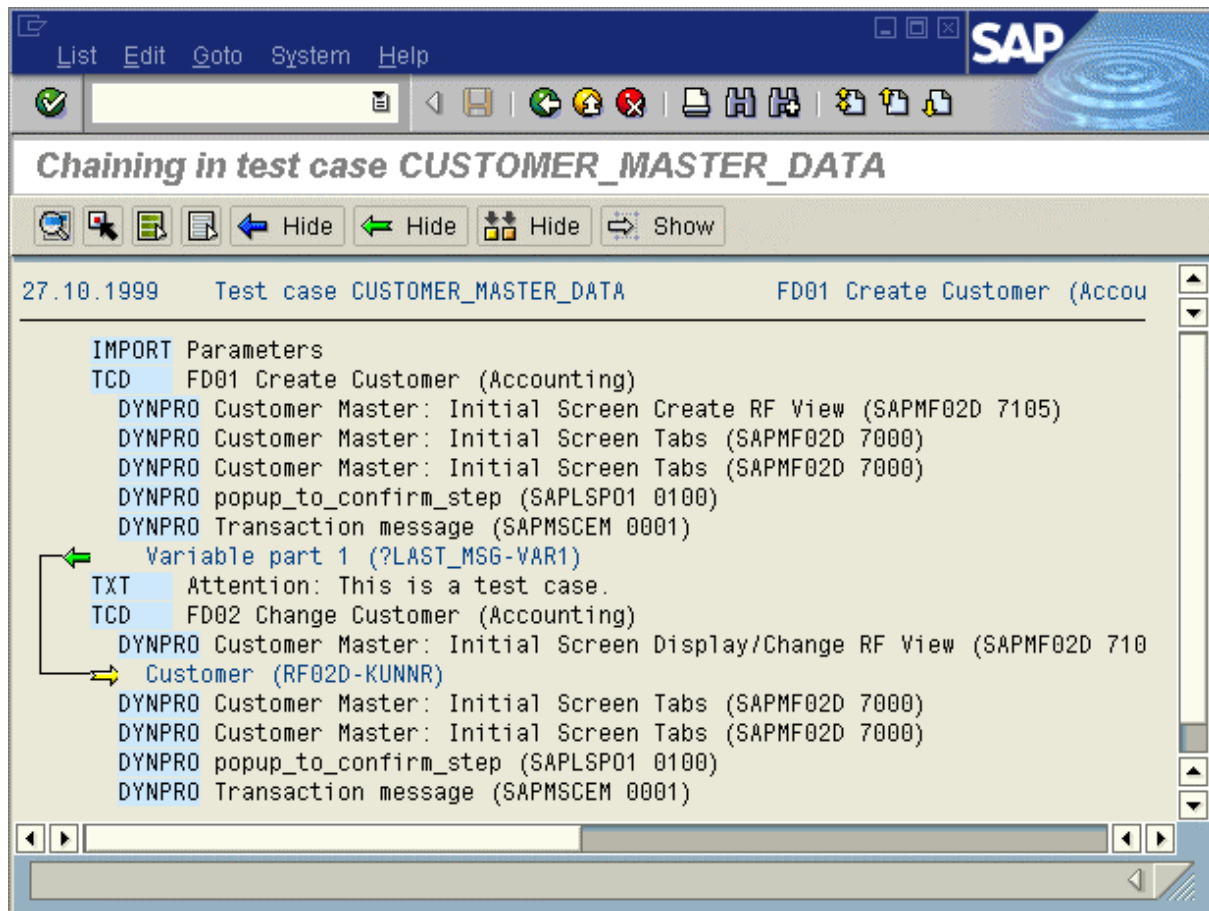 List Edit Goto System Help
SAP
Chaining in test case CUSTOMER_MASTER_DATA
Hide Hide Hide Show
27.10.1999 Test case CUSTOMER_MASTER_DATA FD01 Create Customer (Accou
IMPORT Parameters
TCD FD01 Create Customer (Accounting)
DYNPRO Customer Master: Initial Screen Create RF View (SAPMF02D 7105)
DYNPRO Customer Master: Initial Screen Tabs (SAPMF02D 7000)
DYNPRO Customer Master: Initial Screen Tabs (SAPMF02D 7000)
DYNPRO popup_to_confirm_step (SAPLSPO1 0100)
DYNPRO Transaction message (SAPMSCEM 0001)
Variable part 1 (?LAST_MSG-VAR1)
TXT Attention: This is a test case.
TCD FD02 Change Customer (Accounting)
DYNPRO Customer Master: Initial Screen Display/Change RF View (SAPMF02D 710
Customer (RF02D-KUNNR)
DYNPRO Customer Master: Initial Screen Tabs (SAPMF02D 7000)
DYNPRO Customer Master: Initial Screen Tabs (SAPMF02D 7000)
DYNPRO popup_to_confirm_step (SAPLSPO1 0100)
DYNPRO Transaction message (SAPMSCEM 0001)